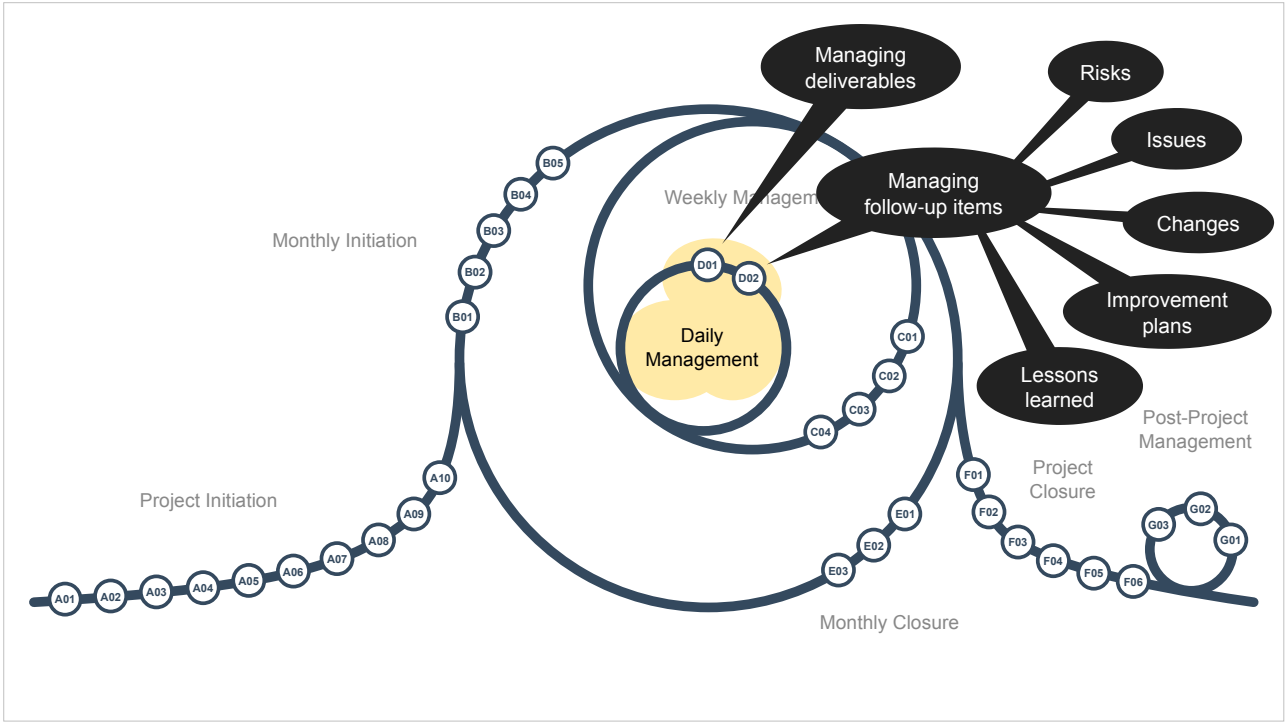 Managing
deliverables
Risks
Issues
Managing
follow-up items
Changes
Improvement
plans
Lessons
learned
Weekly Managem
Monthly Initiation
B05
B04
B03
B02
B01
D01
D02
Daily
Management
C01
C02
C03
C04
Post-Project
Management
Project
Closure
Project Initiation
A10
A09
A08
A07
A06
A05
A04
A03
A02
A01
E01
E02
E03
Monthly Closure
F01
F02
F03
F04
F05
F06
G03
G02
G01